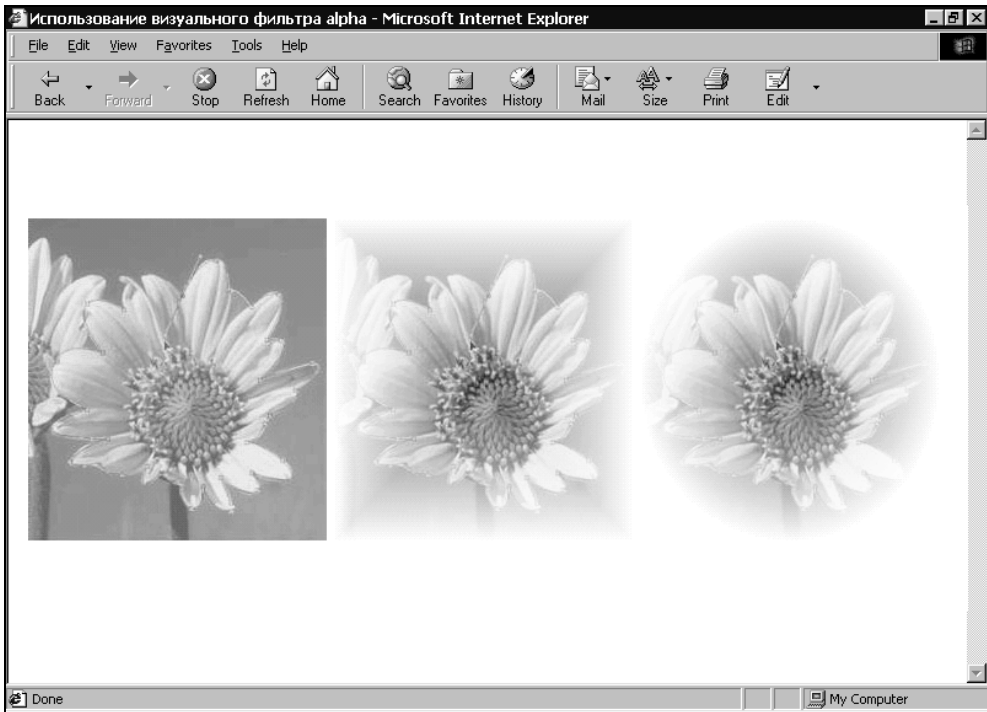 Использование визуального фильтра alpha - Microsoft Internet Explorer
File Edit View Favorites Tools Help
Back Forward Stop Refresh Home Search Favorites History Mail Size Print Edit
Done My Computer